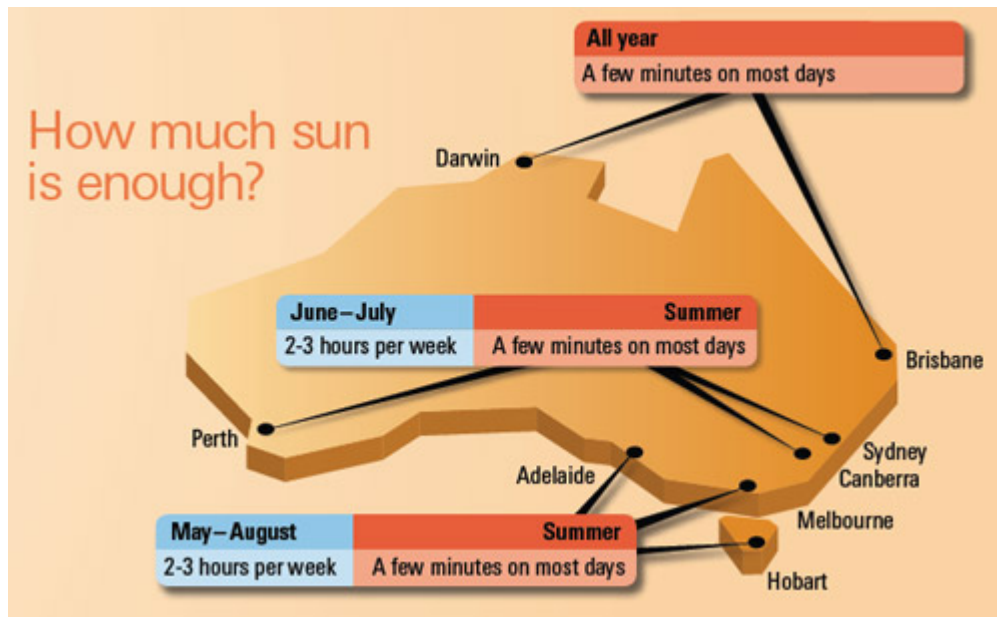 All year
A few minutes on most days
How much sun
is enough?
Darwin
June–July Summer
2-3 hours per week A few minutes on most days
Brisbane
Perth
Sydney
Adelaide
Canberra
Melbourne
May–August Summer
2-3 hours per week A few minutes on most days
Hobart